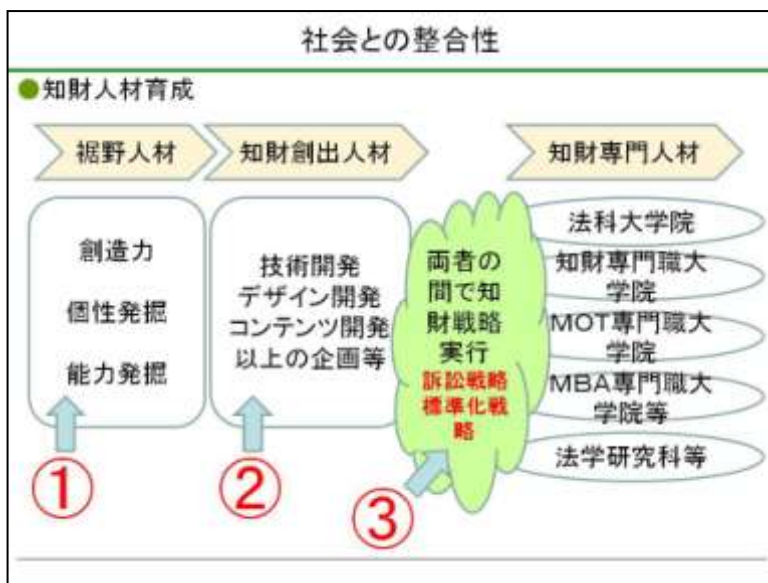 社会との整合性
●知財人材育成
裾野人材
知財創出人材
知財専門人材
創造力
個性発掘
能力発掘
①
技術開発
デザイン開発
コンテンツ開発
以上の企画等
②
両者の
間で知
財戦略
実行
訴訟戦略
標準化戦
略
③
法科大学院
知財専門職大
学院
MOT専門職大
学院
MBA専門職大
学院等
法学研究科等